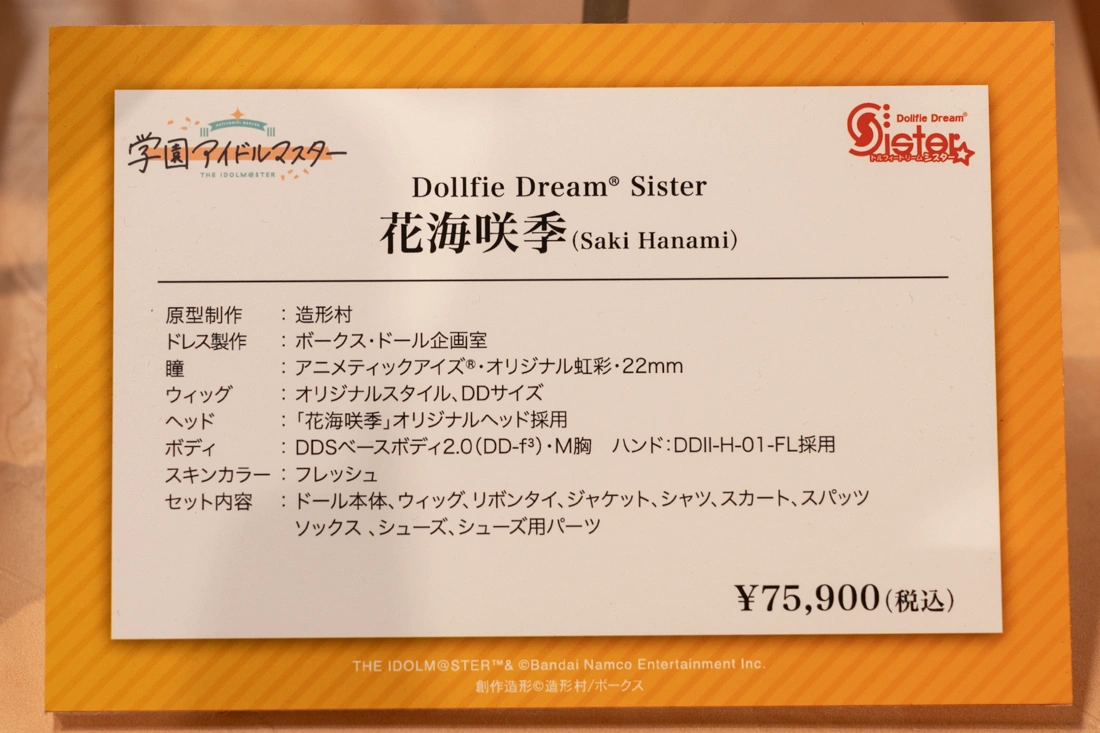 学園アイドルマスター
THE IDOLM@STER
Dollfie Dream®
Sister
ドルフィードリームシスター
Dollfie Dream® Sister
花海咲季(Saki Hanami)
原型制作 : 造形村
ドレス製作 : ボークス・ドール企画室
瞳 : アニメティックアイズ®・オリジナル虹彩・22mm
ウィッグ : オリジナルスタイル、DDサイズ
ヘッド : 「花海咲季」オリジナルヘッド採用
ボディ : DDSベースボディ2.0(DD-f³)・M胸 ハンド:DDII-H-01-FL採用
スキンカラー : フレッシュ
セット内容 : ドール本体、ウィッグ、リボンタイ、ジャケット、シャツ、スカート、スパッツ
ソックス 、シューズ、シューズ用パーツ
¥75,900(税込)
THE IDOLM@STER™& ©Bandai Namco Entertainment Inc.
創作造形©造形村/ボークス